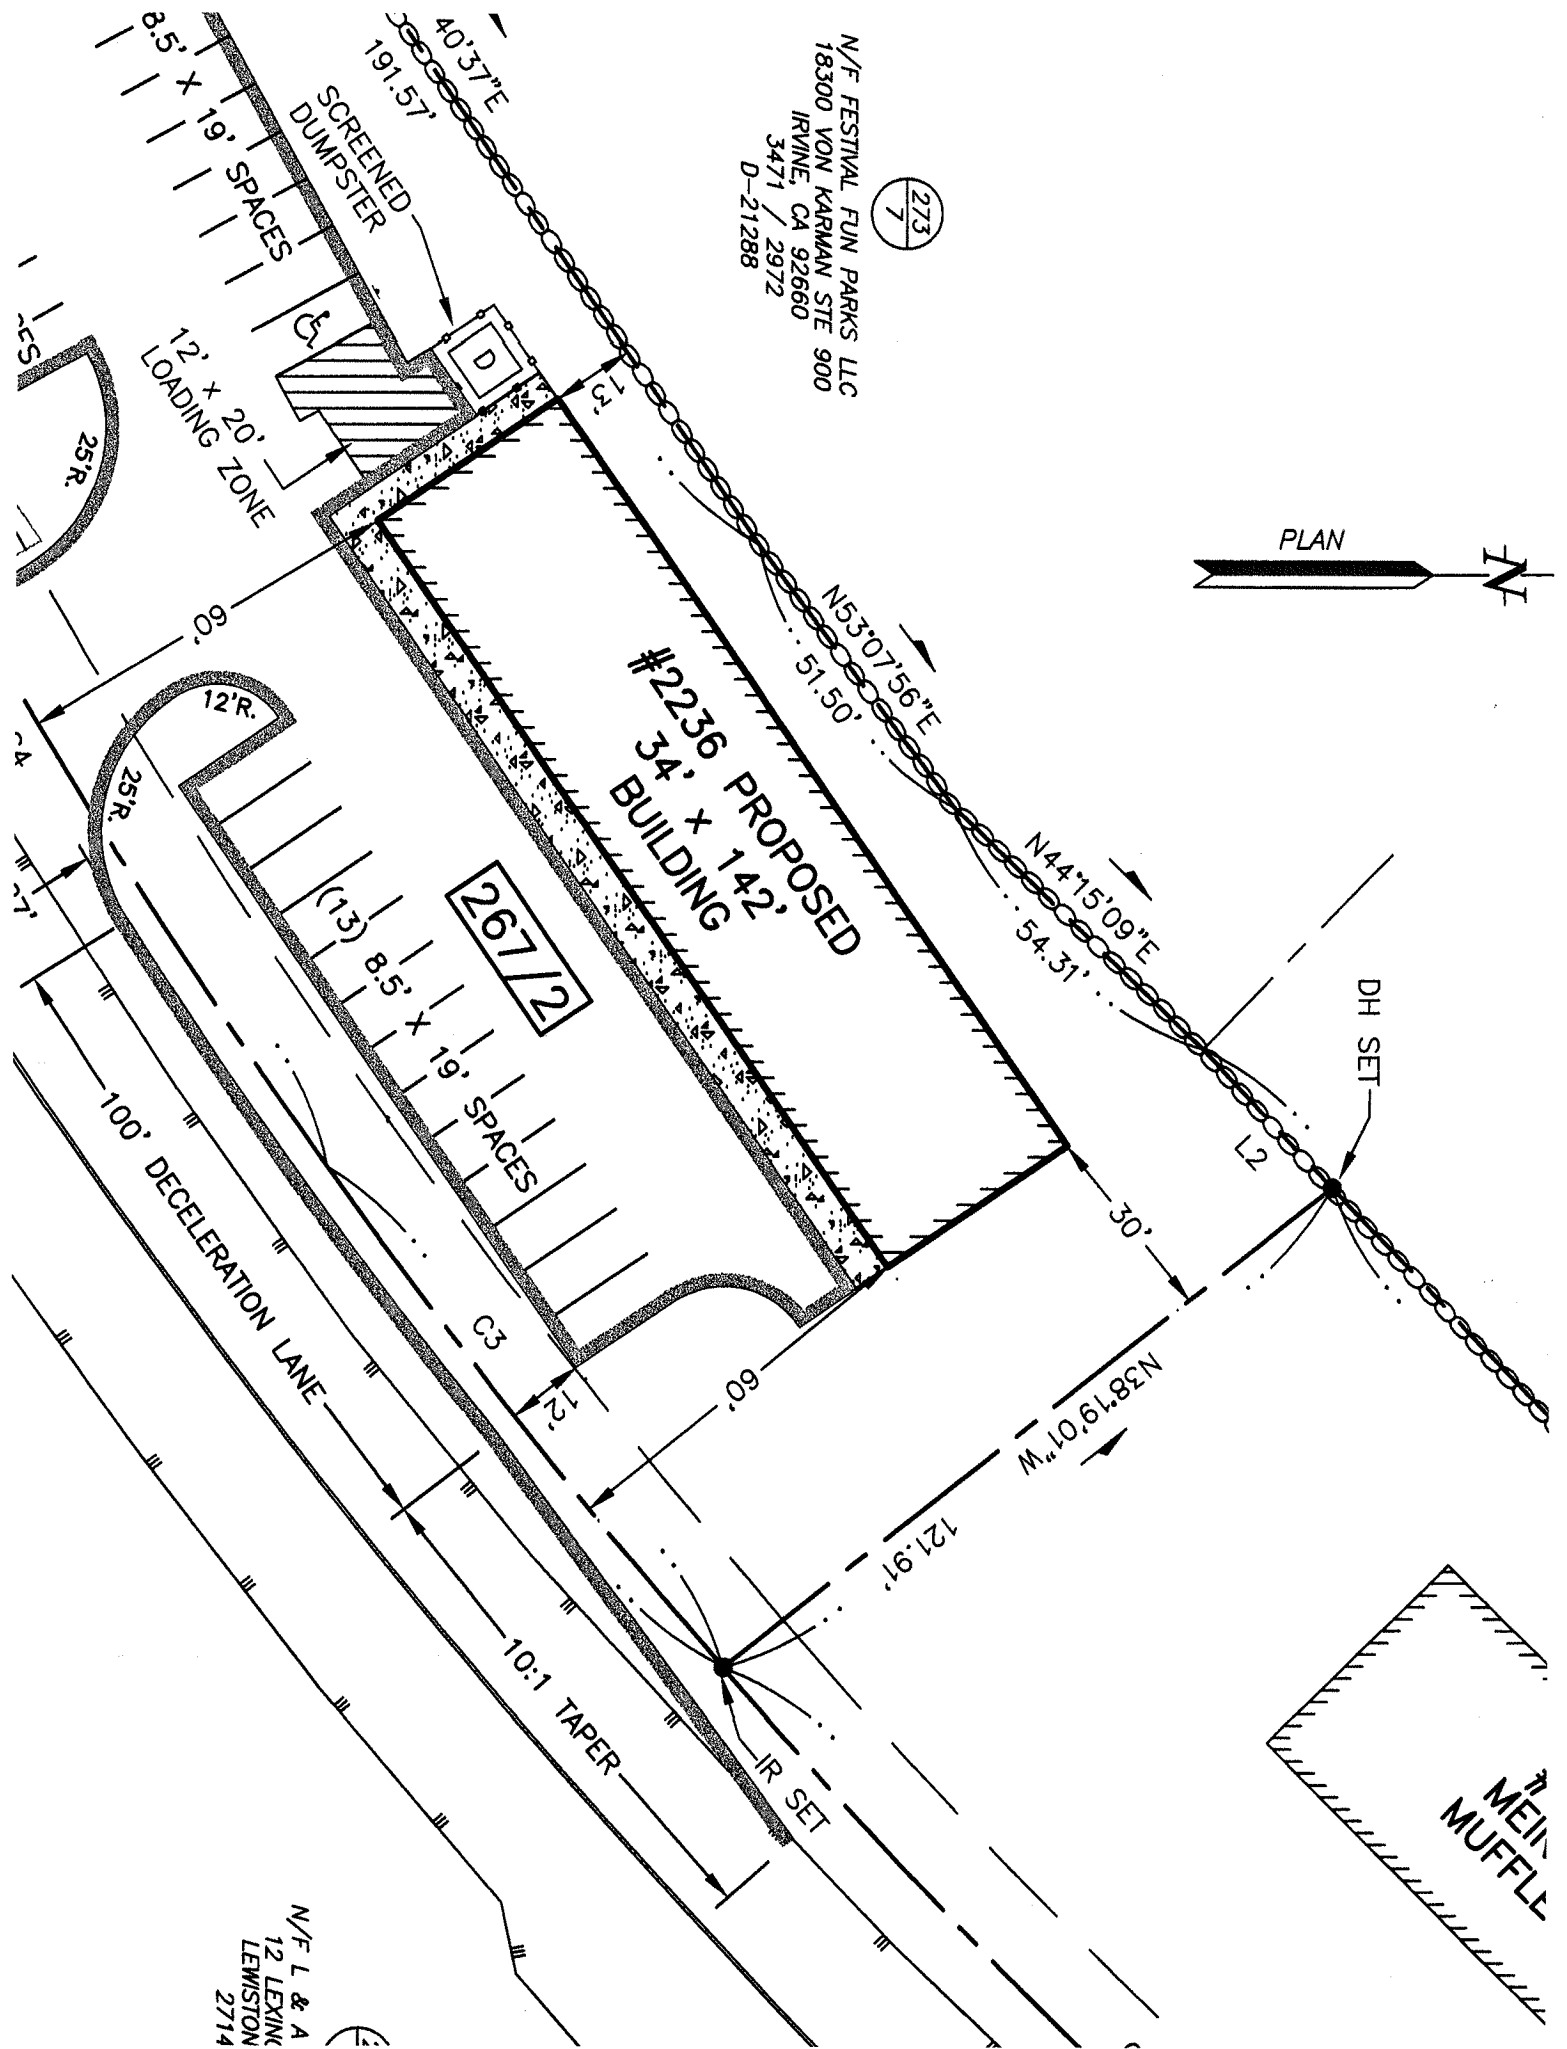 N/F FESTIVAL FUN PARKS LLC
18300 VON KARMAN STE 900
IRVINE, CA 92660
3471 / 2972
D-21288
273
7
N
PLAN
40'37"E
191.57'
8.5' X 19' SPACES
SCREENED
DUMPSTER
D
13'
12' x 20'
LOADING ZONE
25'R.
60'
12'R.
25'R.
#2236 PROPOSED
34' x 142'
BUILDING
267/2
(13) 8.5' X 19' SPACES
N53°07'56"E
51.50'
N44°15'09"E
54.31'
DH SET
L2
30'
N38°19'01"W
121.91'
60'
C3
12'
100' DECELERATION LANE
10:1 TAPER
IR SET
N/F L & A
12
LEWISTON
2714